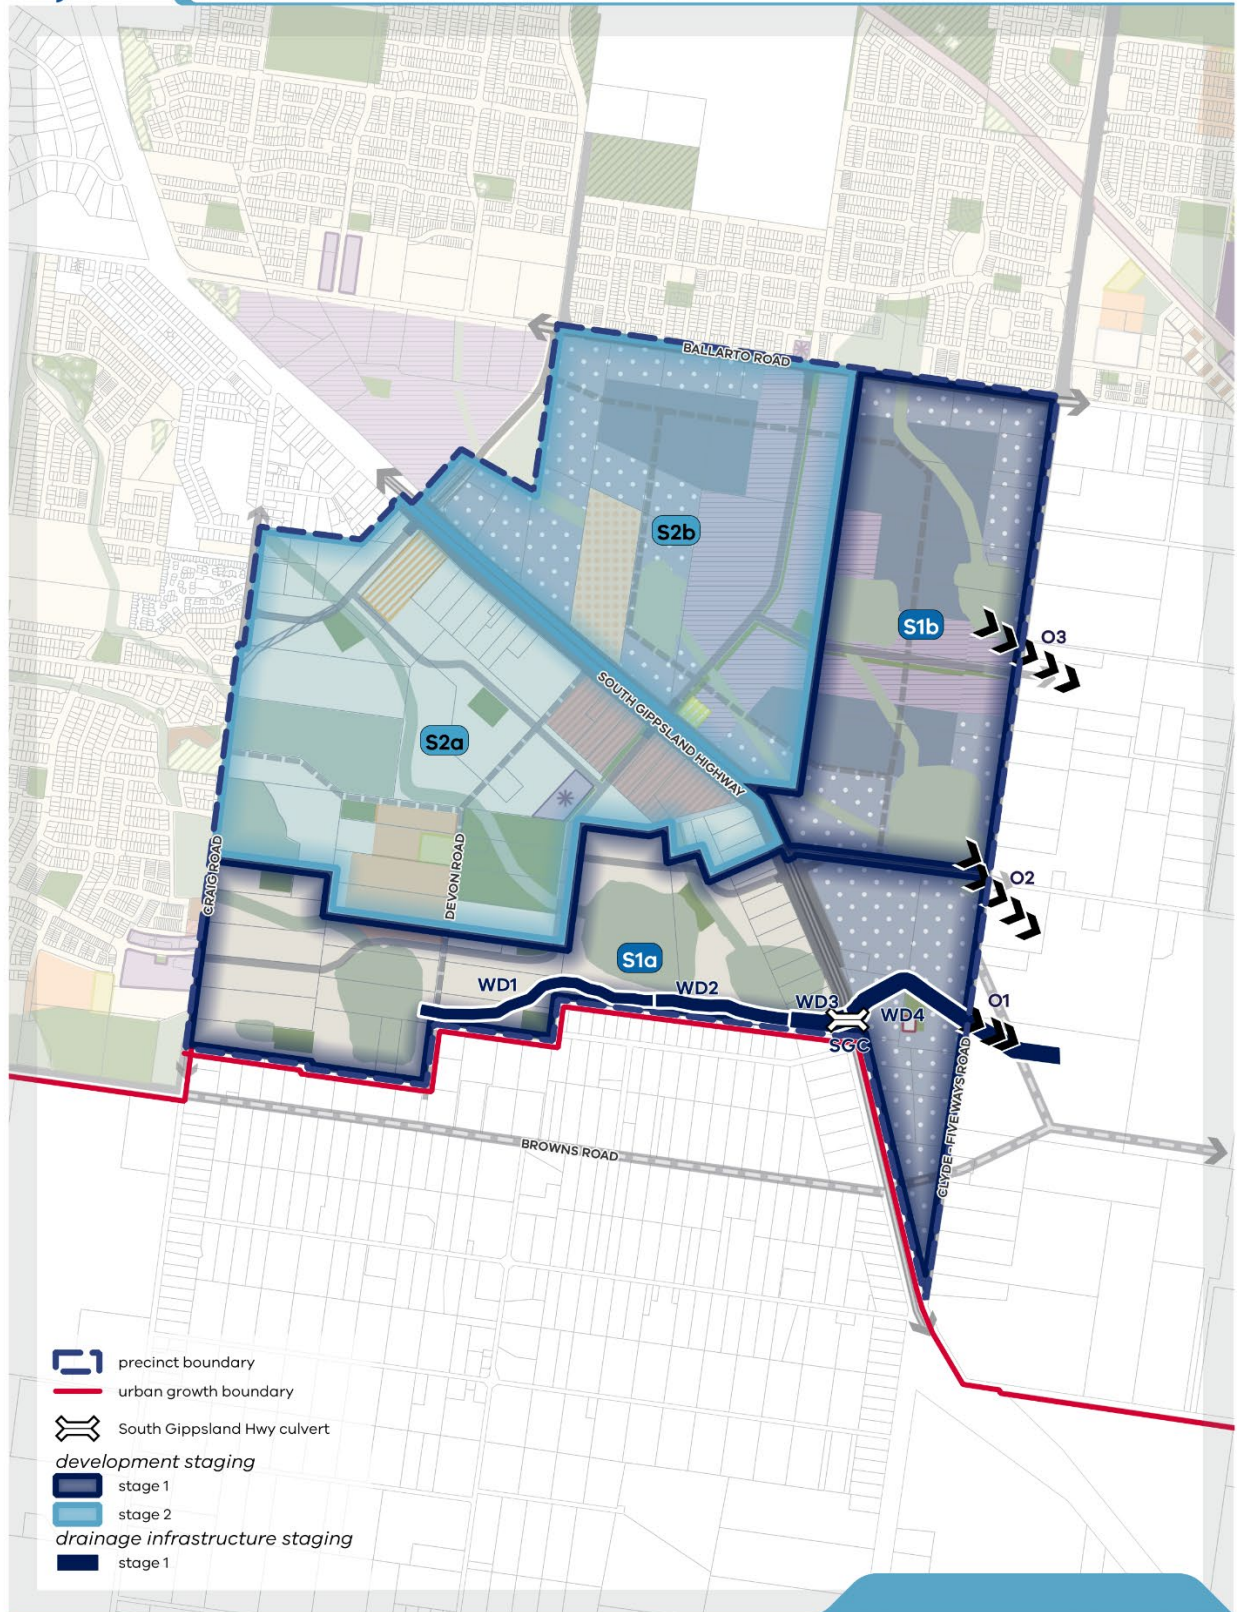 BALLARTO ROAD
S2b
S1b
O3
SOUTH GIPPSLAND HIGHWAY
S2a
CRAIG ROAD
DEVON ROAD
O2
S1a
WD1
WD2
WD3
WD4
O1
SGC
CLYDE - FIVE WAYS ROAD
BROWNS ROAD
precinct boundary
urban growth boundary
South Gippsland Hwy culvert
development staging
stage 1
stage 2
drainage infrastructure staging
stage 1